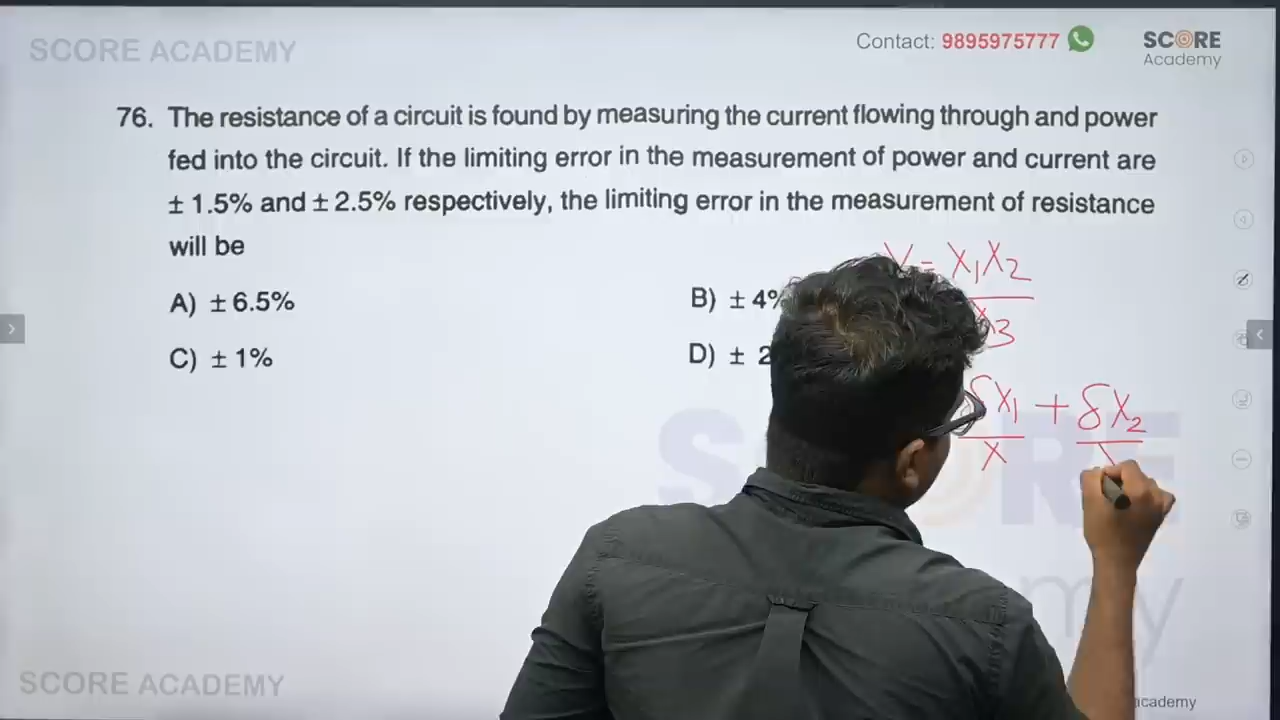 SCORE ACADEMY
Contact: 9895975777
SCORE
Academy
76. The resistance of a circuit is found by measuring the current flowing through and power
fed into the circuit. If the limiting error in the measurement of power and current are
± 1.5% and ± 2.5% respectively, the limiting error in the measurement of resistance
will be
A) ± 6.5%
B) ± 4%
C) ± 1%
D) ± 2
= X1X2
3
δX1 + δX2
X
SCORE ACADEMY
academy